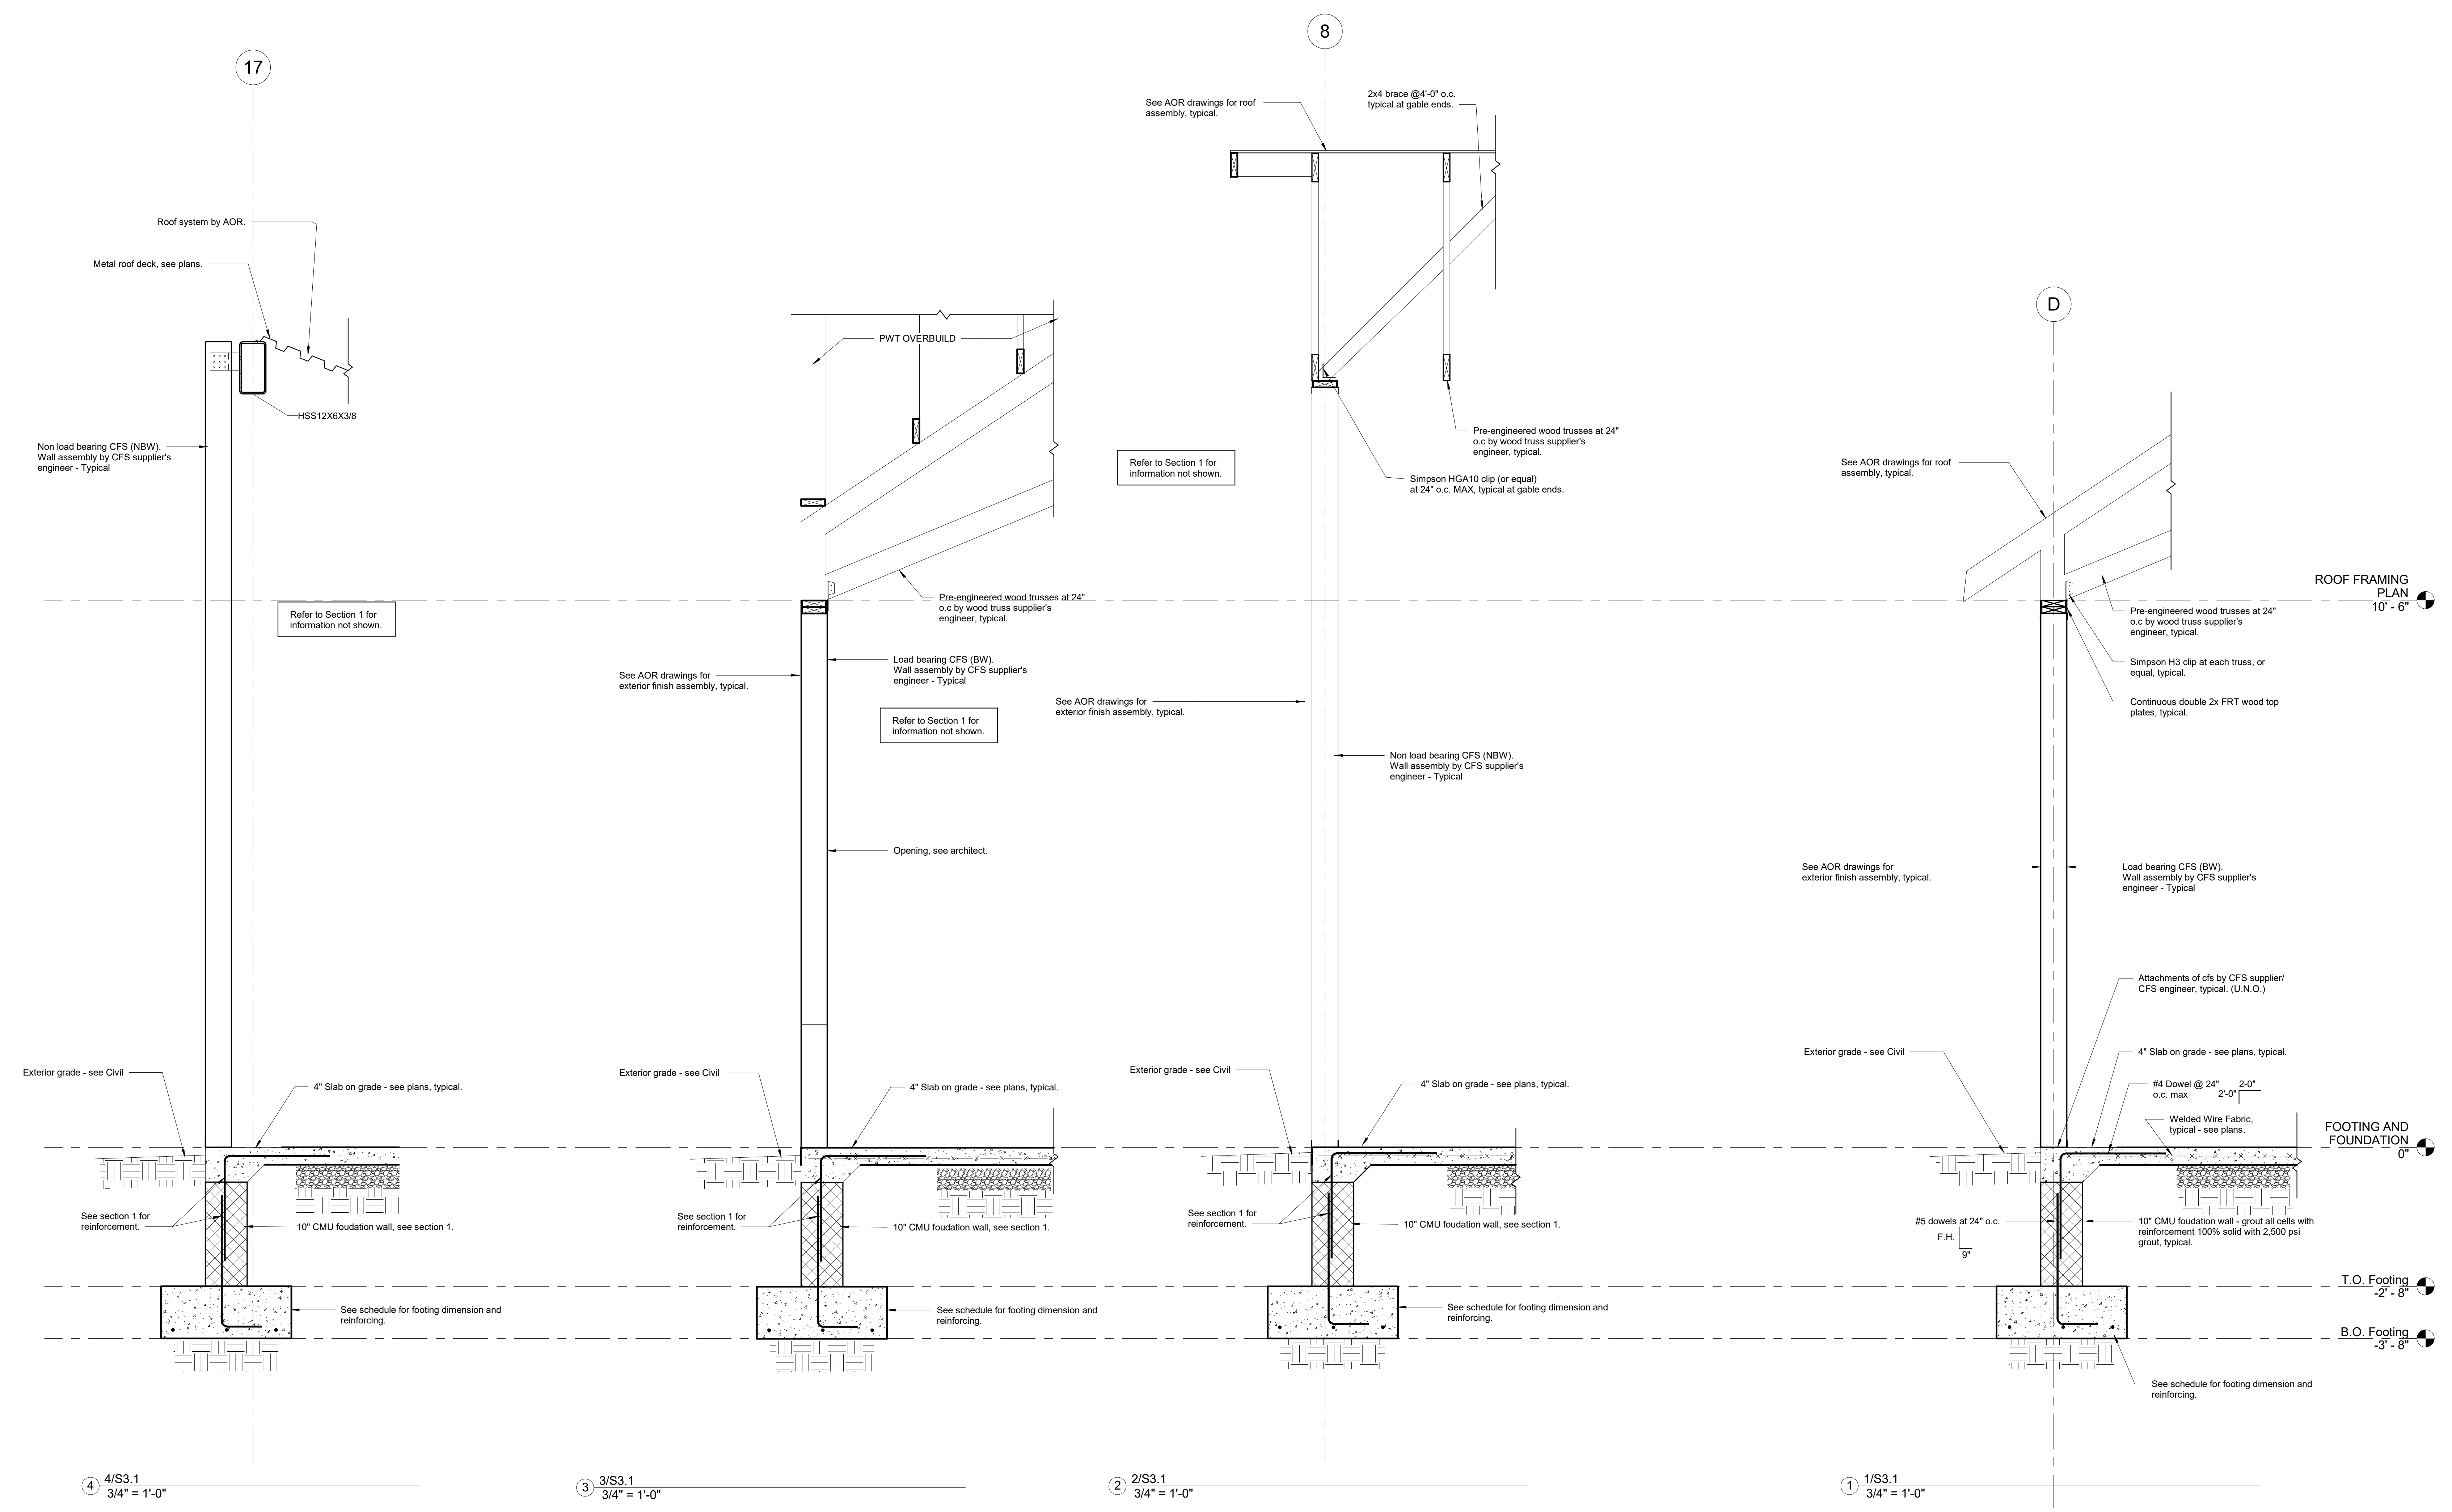 17
Roof system by AOR.
Metal roof deck, see plans.
HSS12X6X3/8
Non load bearing CFS (NBW).
Wall assembly by CFS supplier's
engineer - Typical
Refer to Section 1 for
information not shown.
Exterior grade - see Civil
4" Slab on grade - see plans, typical.
See section 1 for
reinforcement.
10" CMU foudation wall, see section 1.
See schedule for footing dimension and
reinforcing.
4
4/S3.1
3/4" = 1'-0"
PWT OVERBUILD
Pre-engineered wood trusses at 24"
o.c by wood truss supplier's
engineer, typical.
See AOR drawings for
exterior finish assembly, typical.
Load bearing CFS (BW).
Wall assembly by CFS supplier's
engineer - Typical
Refer to Section 1 for
information not shown.
Opening, see architect.
Exterior grade - see Civil
4" Slab on grade - see plans, typical.
See section 1 for
reinforcement.
10" CMU foudation wall, see section 1.
See schedule for footing dimension and
reinforcing.
3
3/S3.1
3/4" = 1'-0"
8
See AOR drawings for roof
assembly, typical.
2x4 brace @4'-0" o.c.
typical at gable ends.
Pre-engineered wood trusses at 24"
o.c by wood truss supplier's
engineer, typical.
Refer to Section 1 for
information not shown.
Simpson HGA10 clip (or equal)
at 24" o.c. MAX, typical at gable ends.
See AOR drawings for
exterior finish assembly, typical.
Non load bearing CFS (NBW).
Wall assembly by CFS supplier's
engineer - Typical
Exterior grade - see Civil
4" Slab on grade - see plans, typical.
See section 1 for
reinforcement.
10" CMU foudation wall, see section 1.
See schedule for footing dimension and
reinforcing.
2
2/S3.1
3/4" = 1'-0"
D
See AOR drawings for roof
assembly, typical.
Pre-engineered wood trusses at 24"
o.c by wood truss supplier's
engineer, typical.
Simpson H3 clip at each truss, or
equal, typical.
Continuous double 2x FRT wood top
plates, typical.
See AOR drawings for
exterior finish assembly, typical.
Load bearing CFS (BW).
Wall assembly by CFS supplier's
engineer - Typical
Attachments of cfs by CFS supplier/
CFS engineer, typical. (U.N.O.)
Exterior grade - see Civil
4" Slab on grade - see plans, typical.
#4 Dowel @ 24"
o.c. max
2-0"
2'-0"
Welded Wire Fabric,
typical - see plans.
#5 dowels at 24" o.c.
F.H.
9"
10" CMU foudation wall - grout all cells with
reinforcement 100% solid with 2,500 psi
grout, typical.
See schedule for footing dimension and
reinforcing.
1
1/S3.1
3/4" = 1'-0"
ROOF FRAMING
PLAN
10' - 6"
FOOTING AND
FOUNDATION
0"
T.O. Footing
-2' - 8"
B.O. Footing
-3' - 8"